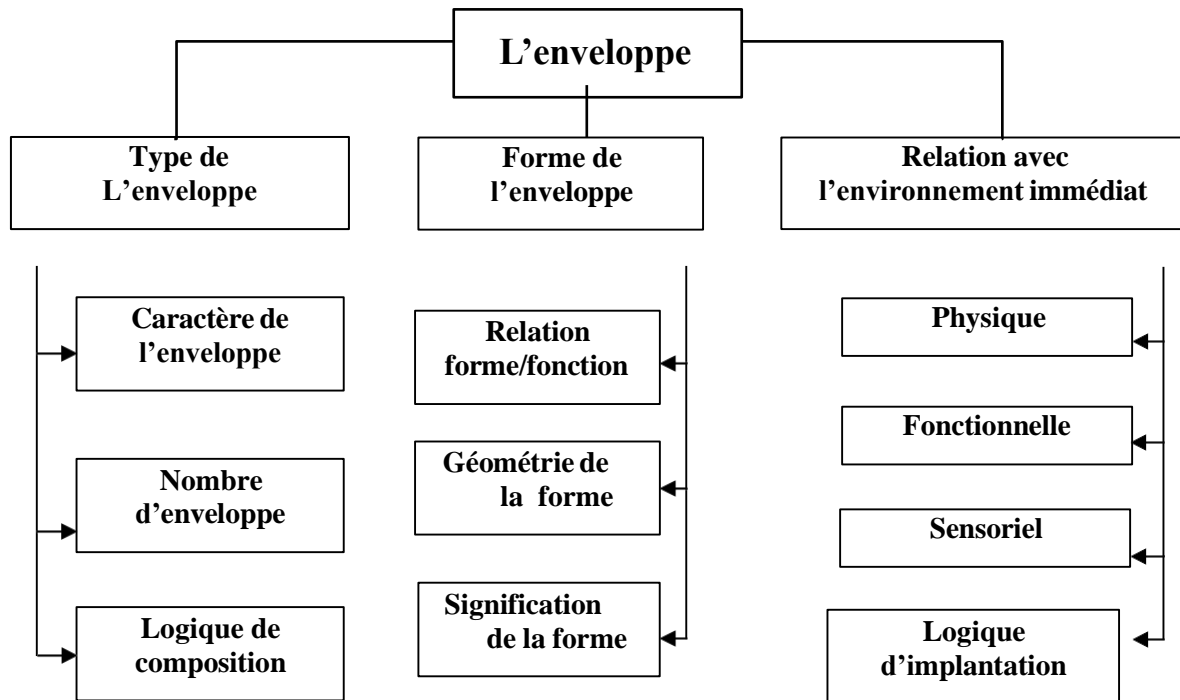 L’enveloppe
Type de
L’enveloppe
Forme de
l’enveloppe
Relation avec
l’environnement immédiat
Caractère de
l’enveloppe
Nombre
d’enveloppe
Logique de
composition
Relation
forme/fonction
Géométrie de
la forme
Signification
de la forme
Physique
Fonctionnelle
Sensoriel
Logique
d’implantation